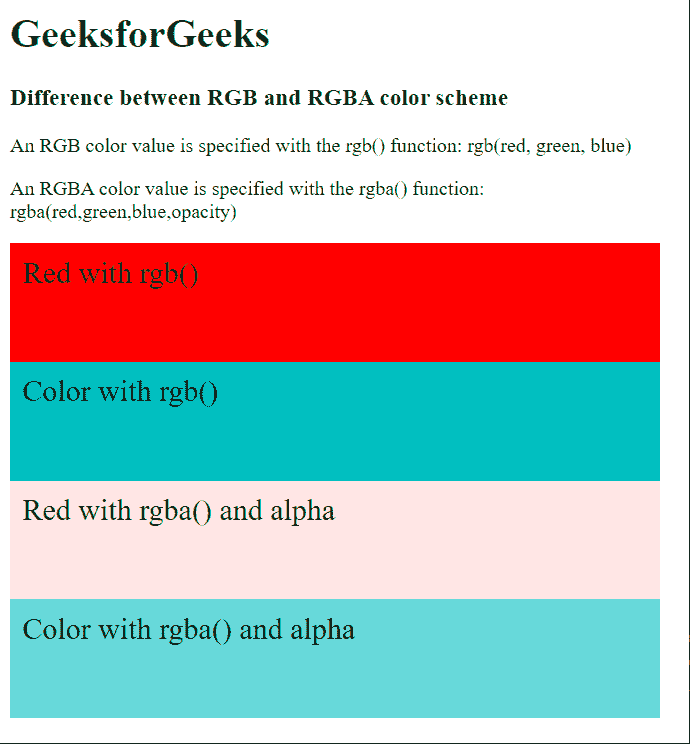 GeeksforGeeks
Difference between RGB and RGBA color scheme
An RGB color value is specified with the rgb() function: rgb(red, green, blue)
An RGBA color value is specified with the rgba() function:
rgba(red,green,blue,opacity)
Red with rgb()
Color with rgb()
Red with rgba() and alpha
Color with rgba() and alpha